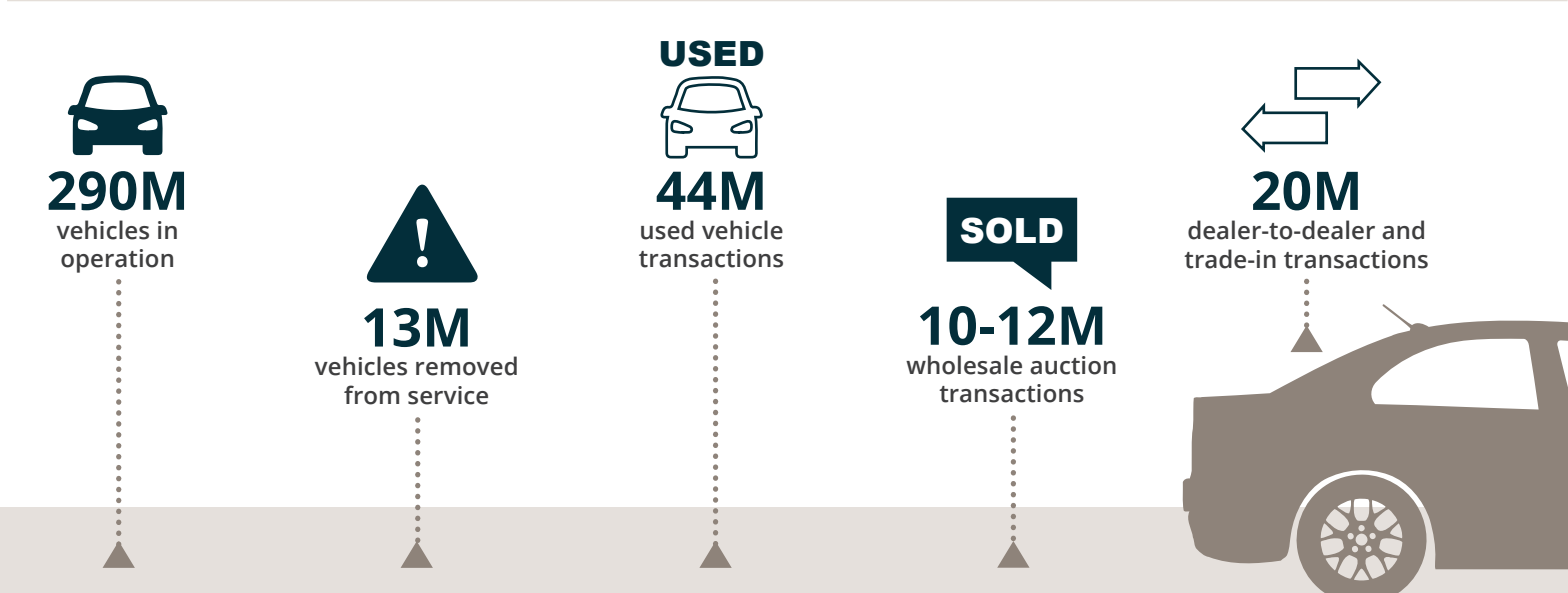 290M
vehicles in
operation
!
13M
vehicles removed
from service
USED
44M
used vehicle
transactions
SOLD
10-12M
wholesale auction
transactions
20M
dealer-to-dealer and
trade-in transactions